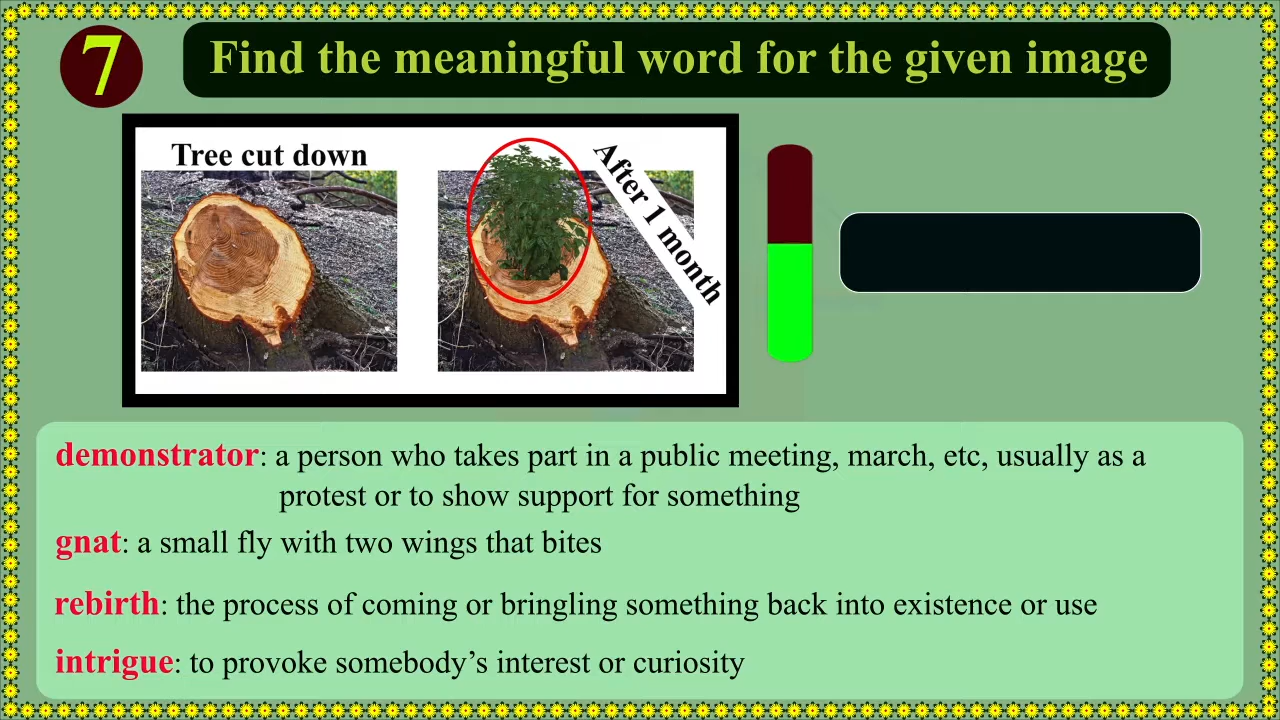 7
Find the meaningful word for the given image
Tree cut down
After 1 month
demonstrator: a person who takes part in a public meeting, march, etc, usually as a
protest or to show support for something
gnat: a small fly with two wings that bites
rebirth: the process of coming or bringling something back into existence or use
intrigue: to provoke somebody’s interest or curiosity